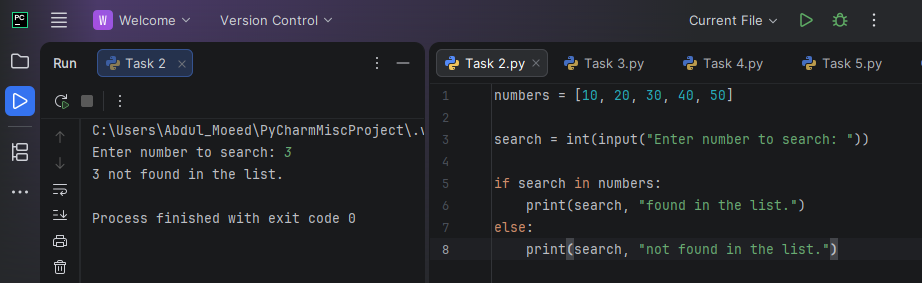 PC
W Welcome
Version Control
Current File
Run
Task 2
C:\Users\Abdul_Moeed\PyCharmMiscProject\.v
Enter number to search: 3
3 not found in the list.
Process finished with exit code 0
Task 2.py
Task 3.py
Task 4.py
Task 5.py
1 numbers = [10, 20, 30, 40, 50]
2
3 search = int(input("Enter number to search: "))
4
5 if search in numbers:
6 print(search, "found in the list.")
7 else:
8 print(search, "not found in the list.")